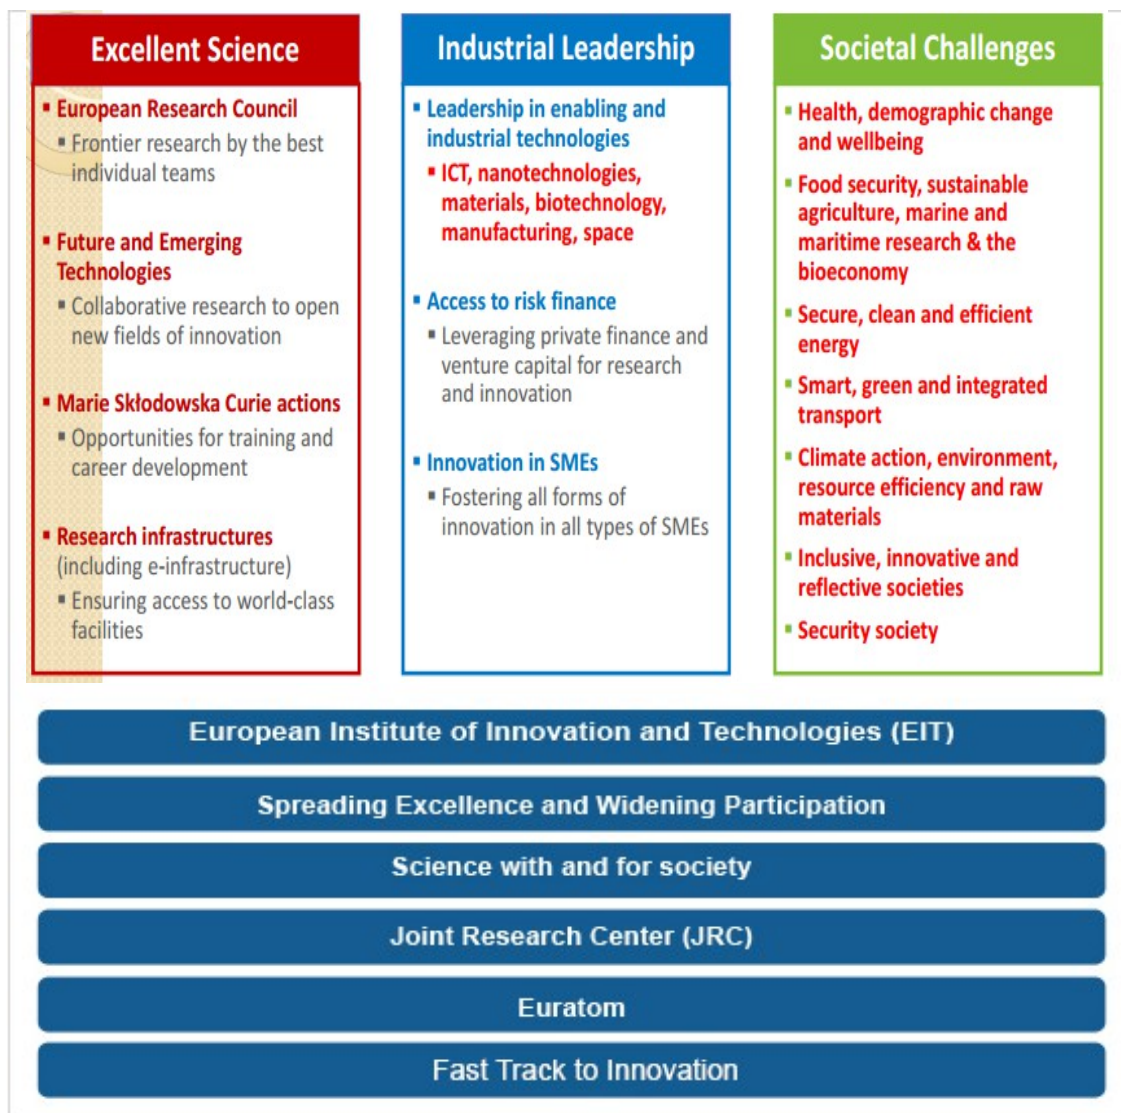 Excellent Science
▪ European Research Council
▪ Frontier research by the best
individual teams
▪ Future and Emerging
Technologies
▪ Collaborative research to open
new fields of innovation
▪ Marie Skłodowska Curie actions
▪ Opportunities for training and
career development
▪ Research infrastructures
(including e-infrastructure)
▪ Ensuring access to world-class
facilities
Industrial Leadership
▪ Leadership in enabling and
industrial technologies
▪ ICT, nanotechnologies,
materials, biotechnology,
manufacturing, space
▪ Access to risk finance
▪ Leveraging private finance and
venture capital for research
and innovation
▪ Innovation in SMEs
▪ Fostering all forms of
innovation in all types of SMEs
Societal Challenges
▪ Health, demographic change
and wellbeing
▪ Food security, sustainable
agriculture, marine and
maritime research & the
bioeconomy
▪ Secure, clean and efficient
energy
▪ Smart, green and integrated
transport
▪ Climate action, environment,
resource efficiency and raw
materials
▪ Inclusive, innovative and
reflective societies
▪ Security society
European Institute of Innovation and Technologies (EIT)
Spreading Excellence and Widening Participation
Science with and for society
Joint Research Center (JRC)
Euratom
Fast Track to Innovation